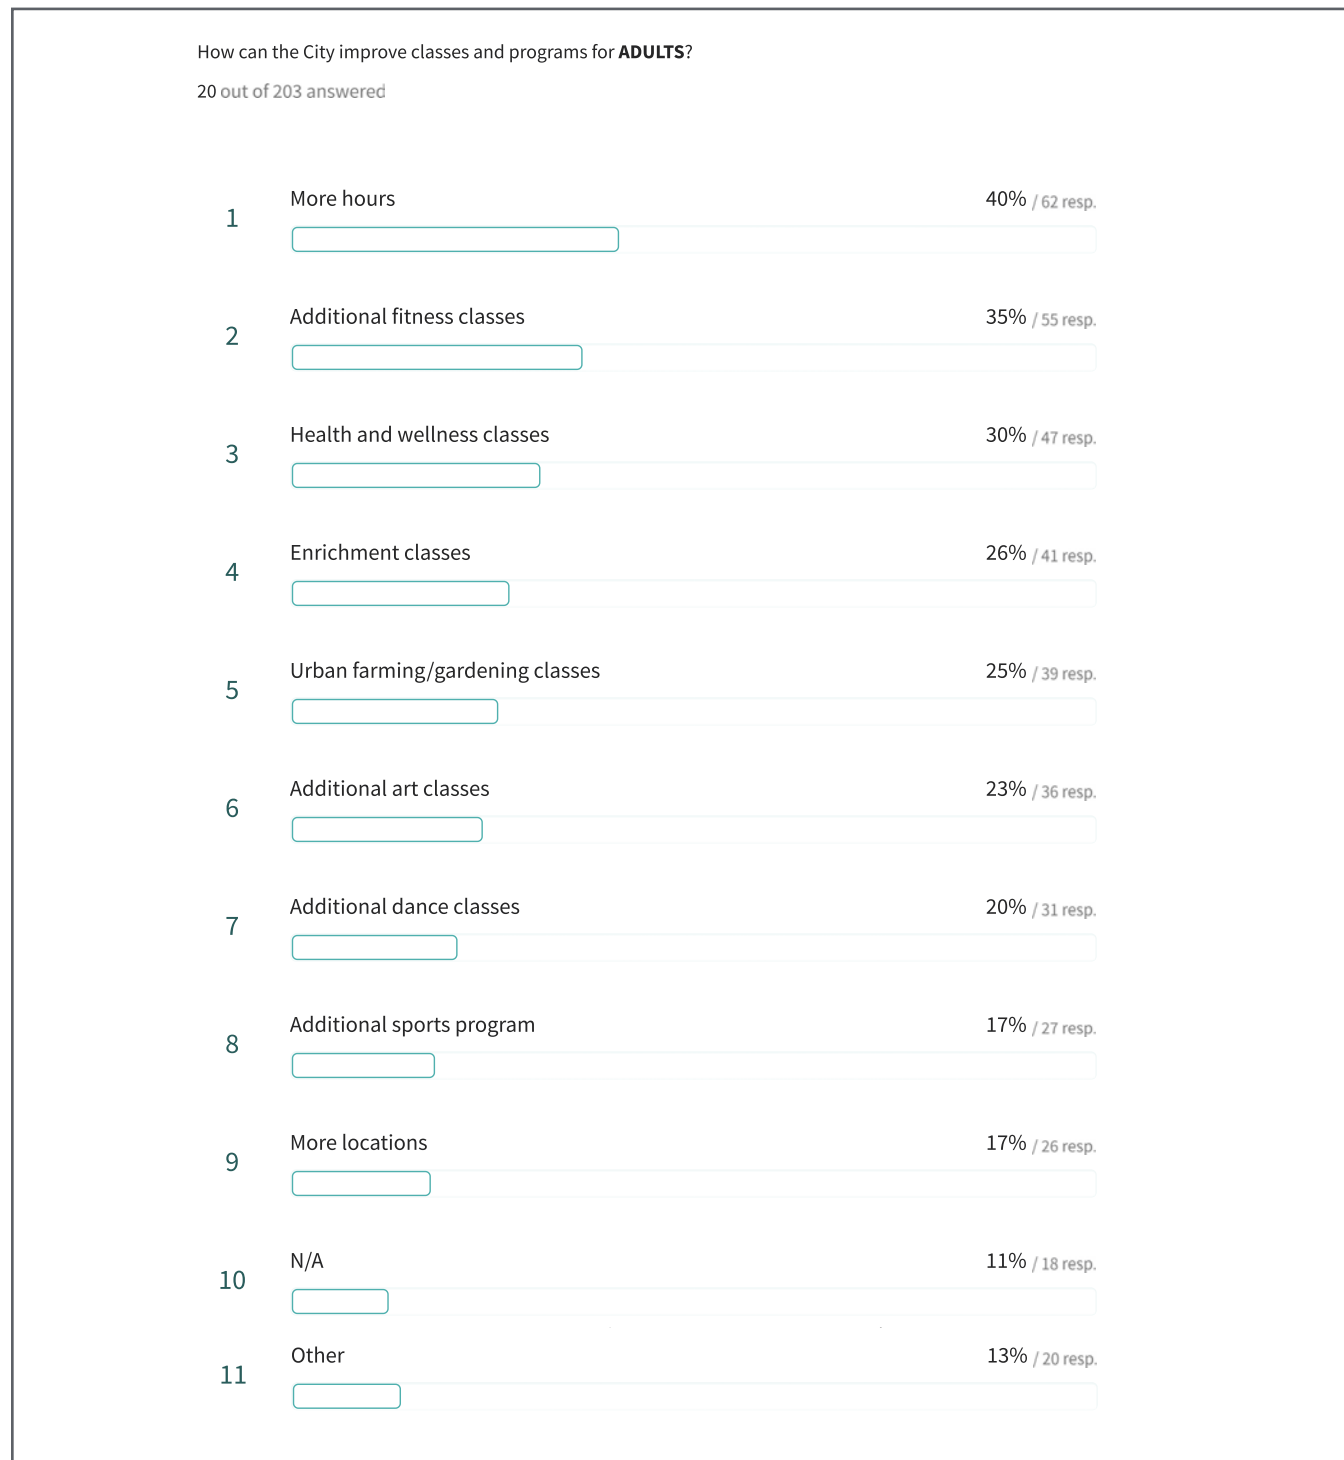 How can the City improve classes and programs for ADULTS?
20 out of 203 answered
1 More hours 40% / 62 resp.
2 Additional fitness classes 35% / 55 resp.
3 Health and wellness classes 30% / 47 resp.
4 Enrichment classes 26% / 41 resp.
5 Urban farming/gardening classes 25% / 39 resp.
6 Additional art classes 23% / 36 resp.
7 Additional dance classes 20% / 31 resp.
8 Additional sports program 17% / 27 resp.
9 More locations 17% / 26 resp.
10 N/A 11% / 18 resp.
11 Other 13% / 20 resp.